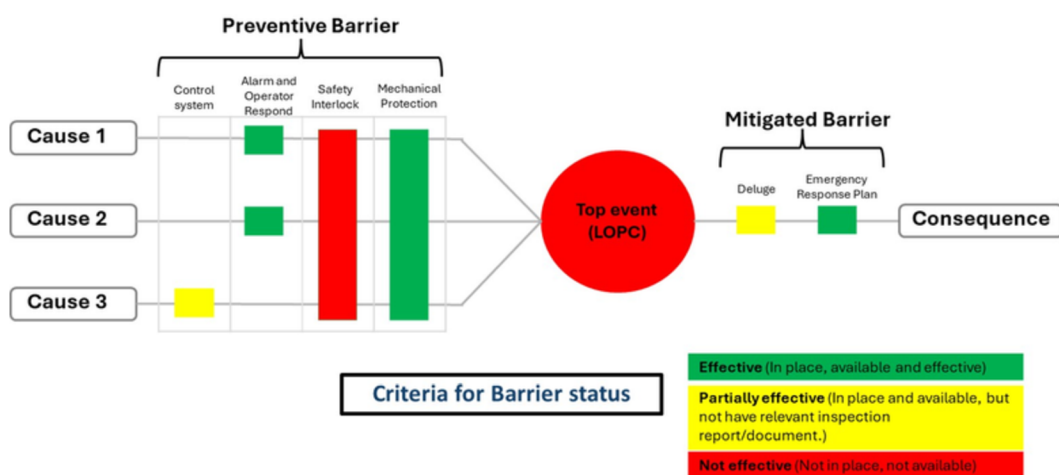 Preventive Barrier
Control
system
Alarm and
Operator
Respond
Safety
Interlock
Mechanical
Protection
Cause 1
Cause 2
Cause 3
Top event
(LOPC)
Mitigated Barrier
Deluge
Emergency
Response Plan
Consequence
Criteria for Barrier status
Effective (In place, available and effective)
Partially effective (In place and available, but
not have relevant inspection
report/document.)
Not effective (Not in place, not available)